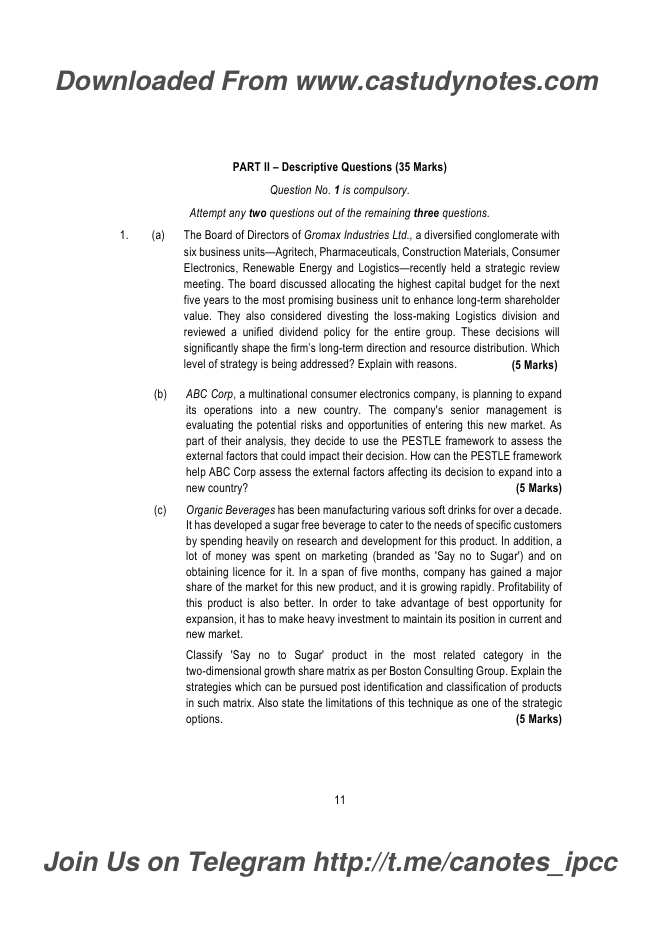 Downloaded From www.castudynotes.com
PART II – Descriptive Questions (35 Marks)
Question No. 1 is compulsory.
Attempt any two questions out of the remaining three questions.
1. (a) The Board of Directors of Gromax Industries Ltd., a diversified conglomerate with
six business units—Agritech, Pharmaceuticals, Construction Materials, Consumer
Electronics, Renewable Energy and Logistics—recently held a strategic review
meeting. The board discussed allocating the highest capital budget for the next
five years to the most promising business unit to enhance long-term shareholder
value. They also considered divesting the loss-making Logistics division and
reviewed a unified dividend policy for the entire group. These decisions will
significantly shape the firm's long-term direction and resource distribution. Which
level of strategy is being addressed? Explain with reasons. (5 Marks)
(b) ABC Corp, a multinational consumer electronics company, is planning to expand
its operations into a new country. The company's senior management is
evaluating the potential risks and opportunities of entering this new market. As
part of their analysis, they decide to use the PESTLE framework to assess the
external factors that could impact their decision. How can the PESTLE framework
help ABC Corp assess the external factors affecting its decision to expand into a
new country? (5 Marks)
(c) Organic Beverages has been manufacturing various soft drinks for over a decade.
It has developed a sugar free beverage to cater to the needs of specific customers
by spending heavily on research and development for this product. In addition, a
lot of money was spent on marketing (branded as 'Say no to Sugar') and on
obtaining licence for it. In a span of five months, company has gained a major
share of the market for this new product, and it is growing rapidly. Profitability of
this product is also better. In order to take advantage of best opportunity for
expansion, it has to make heavy investment to maintain its position in current and
new market.
Classify 'Say no to Sugar' product in the most related category in the
two-dimensional growth share matrix as per Boston Consulting Group. Explain the
strategies which can be pursued post identification and classification of products
in such matrix. Also state the limitations of this technique as one of the strategic
options. (5 Marks)
11
Join Us on Telegram http://t.me/canotes_ipcc